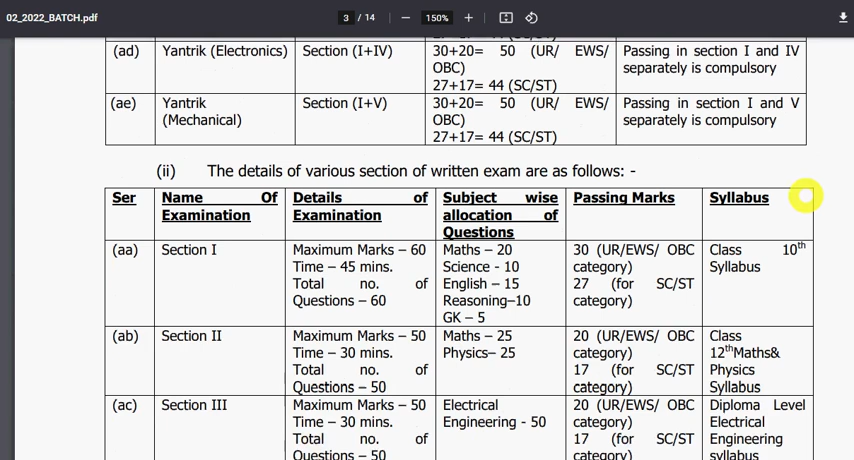 02_2022_BATCH.pdf
3 / 14
150%
(ad) Yantrik (Electronics) Section (I+IV) 30+20= 50 (UR/ EWS/ Passing in section I and IV
OBC) separately is compulsory
27+17= 44 (SC/ST)
(ae) Yantrik Section (I+V) 30+20= 50 (UR/ EWS/ Passing in section I and V
(Mechanical) OBC) separately is compulsory
27+17= 44 (SC/ST)
(ii) The details of various section of written exam are as follows: -
Ser Name Of Details of Subject wise Passing Marks Syllabus
Examination Examination allocation of
Questions
(aa) Section I Maximum Marks – 60 Maths – 20 30 (UR/EWS/ OBC Class 10th
Time – 45 mins. Science - 10 category) Syllabus
Total no. of English – 15 27 (for SC/ST
Questions – 60 Reasoning–10 category)
GK – 5
(ab) Section II Maximum Marks – 50 Maths – 25 20 (UR/EWS/ OBC Class
Time – 30 mins. Physics– 25 category) 12thMaths&
Total no. of 17 (for SC/ST Physics
Questions – 50 category) Syllabus
(ac) Section III Maximum Marks – 50 Electrical 20 (UR/EWS/ OBC Diploma Level
Time – 30 mins. Engineering - 50 category) Electrical
Total no. of 17 (for SC/ST Engineering
Questions – 50 category) syllabus